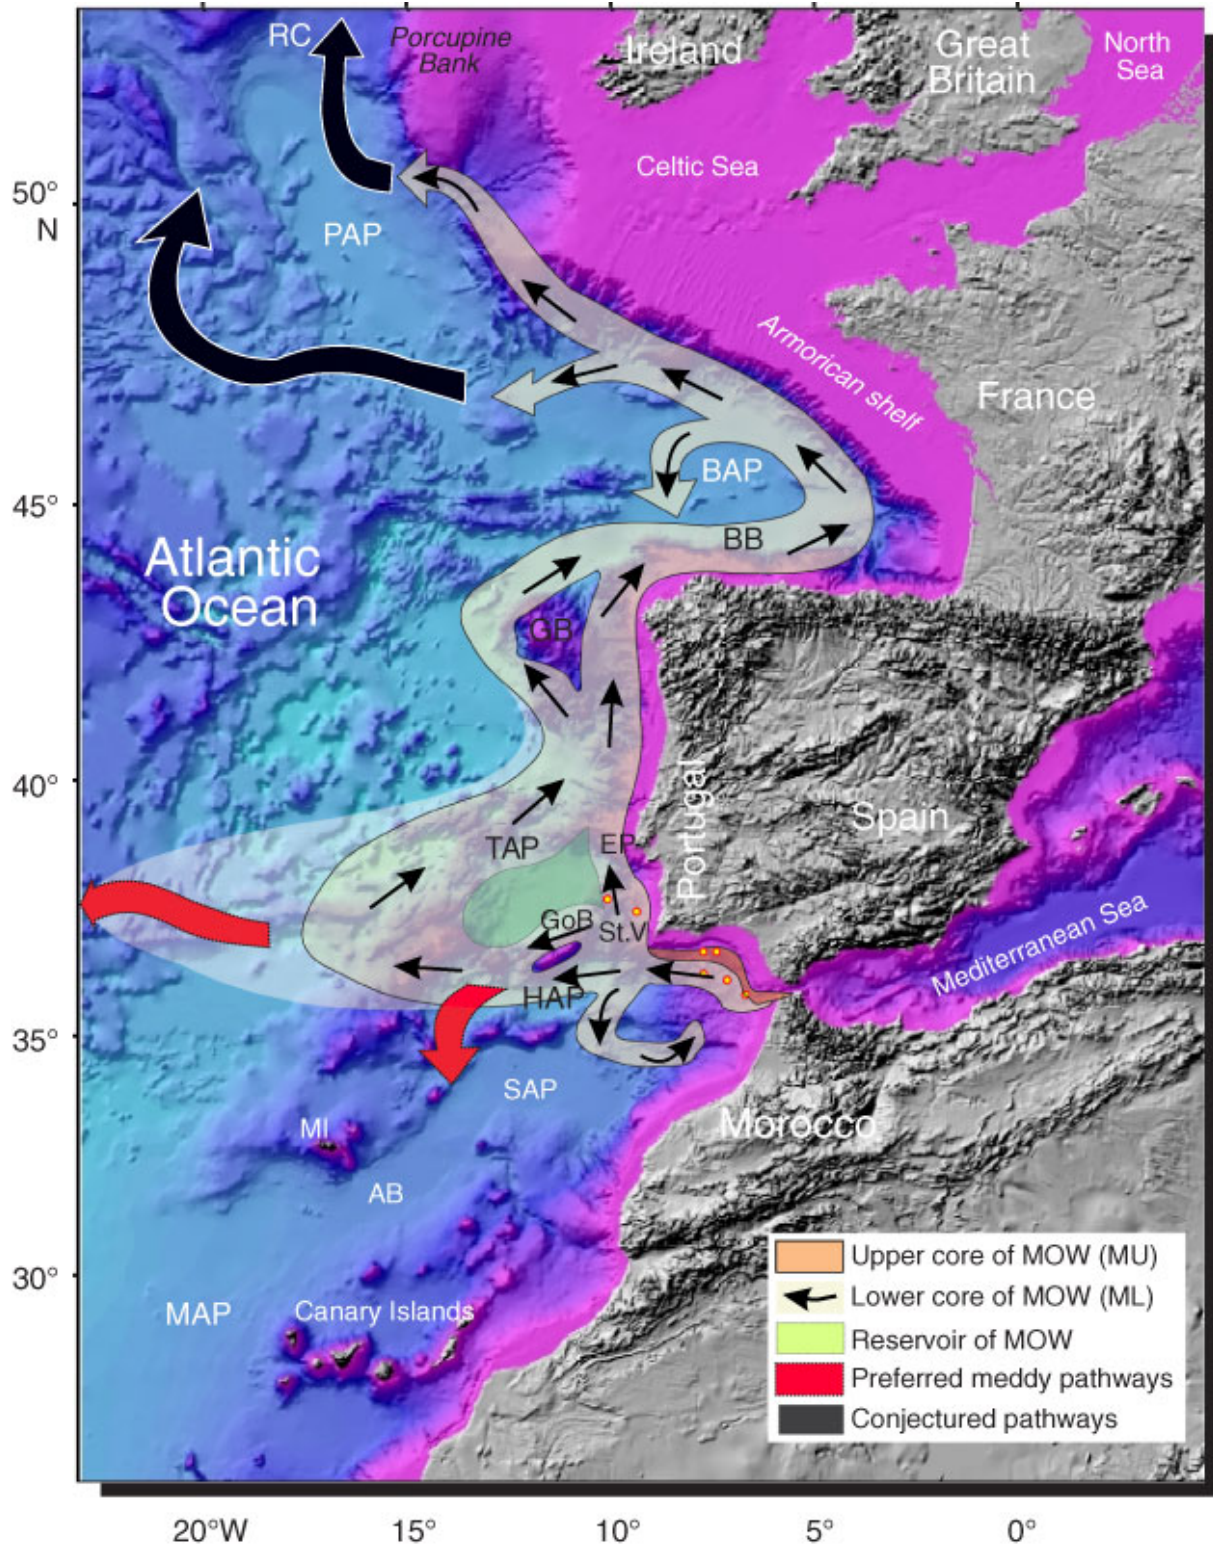 RC
Porcupine
Bank
Ireland
Great
Britain
North
Sea
Celtic Sea
50°
N
PAP
Armorican shelf
France
BAP
45°
BB
Atlantic
Ocean
GB
40°
Portugal
Spain
TAP
EP
GoB
St.V
Mediterranean Sea
HAP
35°
SAP
MI
Morocco
AB
30°
MAP
Canary Islands
Upper core of MOW (MU)
Lower core of MOW (ML)
Reservoir of MOW
Preferred meddy pathways
Conjectured pathways
20°W
15°
10°
5°
0°